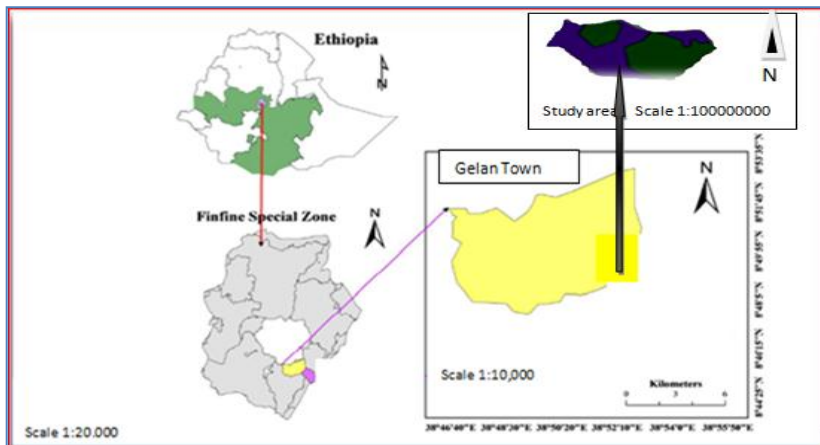 Ethiopia
N
N
Study area Scale 1:100000000
Gelan Town
N
Finfine Special Zone
N
Scale 1:10,000
Kilometers
0 3 6
Scale 1:20.000
38°46'40"E 38°48'20"E 38°50'20"E 38°52'10"E 38°54'0"E 38°55'50"E